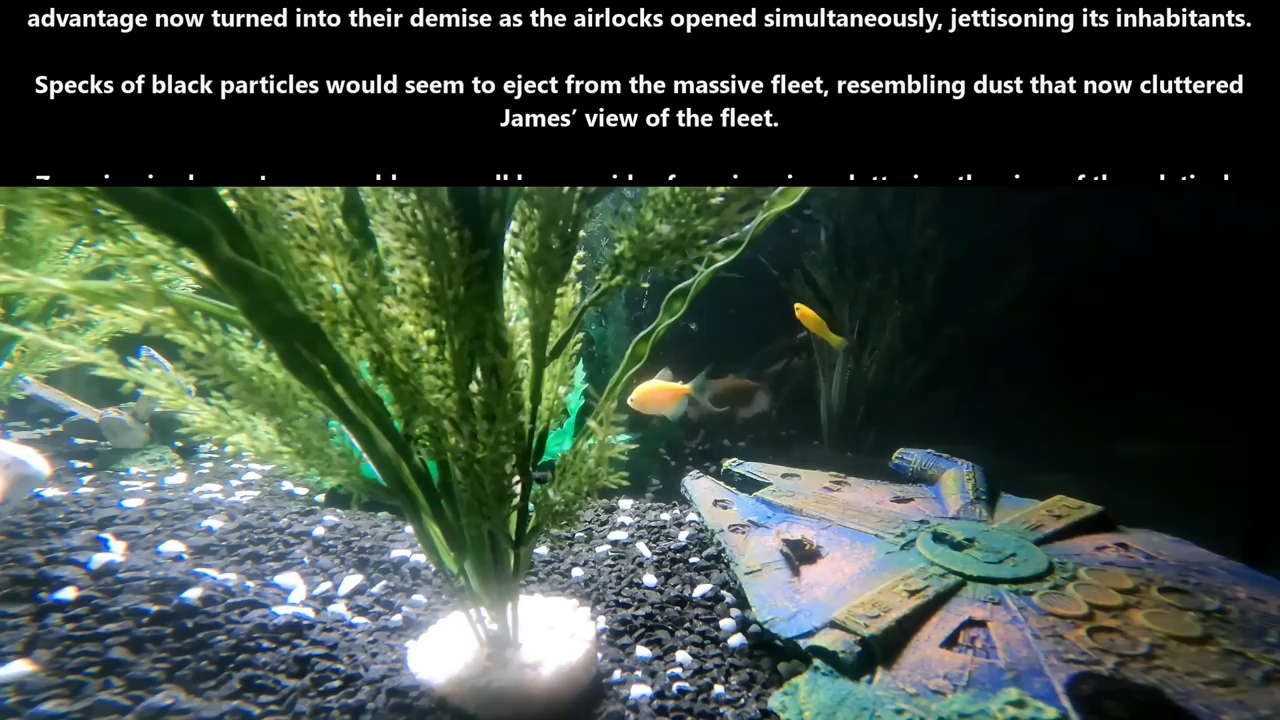 advantage now turned into their demise as the airlocks opened simultaneously, jettisoning its inhabitants.
Specks of black particles would seem to eject from the massive fleet, resembling dust that now cluttered
James’ view of the fleet.